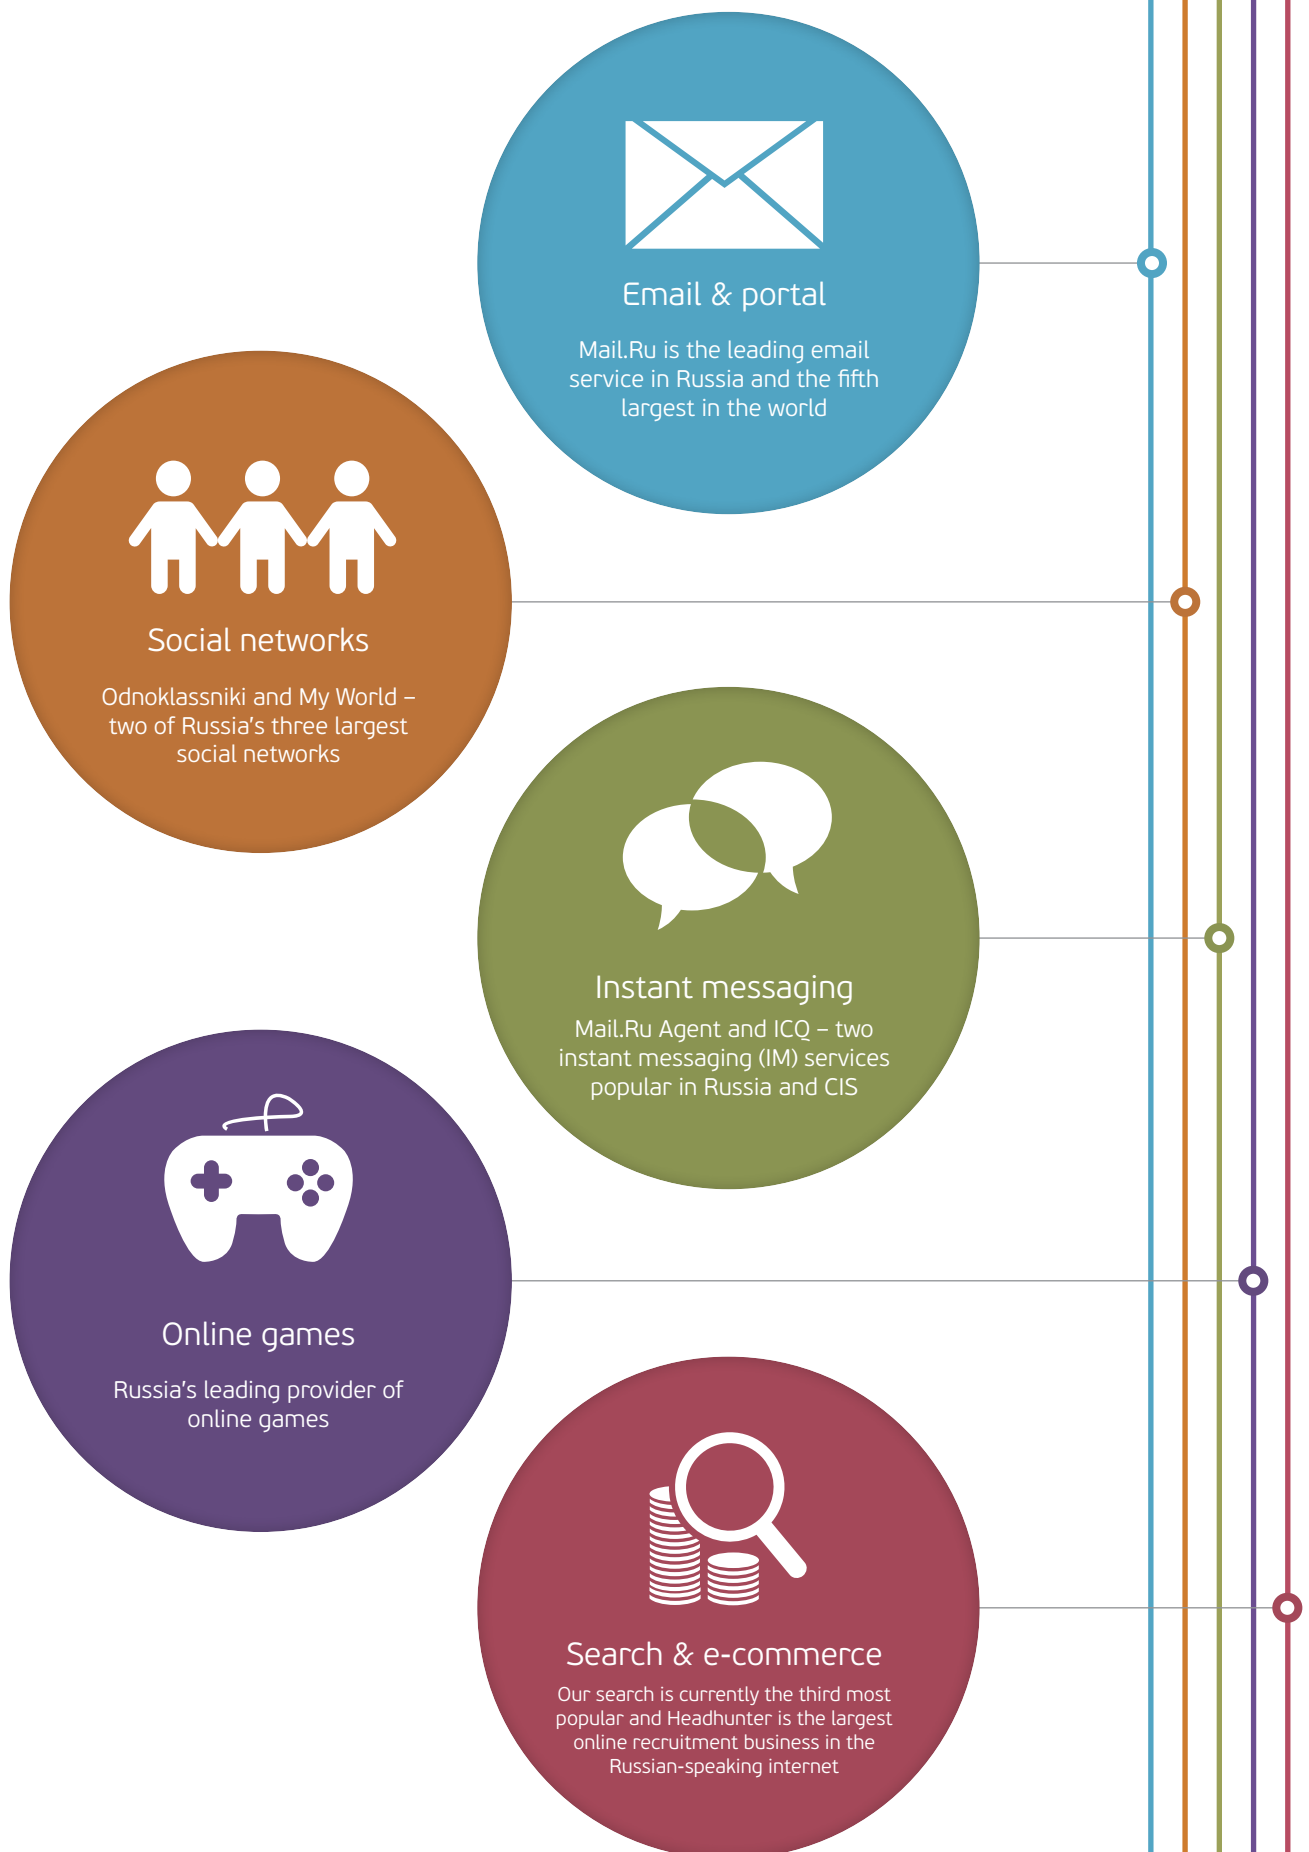 Email & portal
Mail.Ru is the leading email
service in Russia and the fifth
largest in the world
Social networks
Odnoklassniki and My World –
two of Russia's three largest
social networks
Instant messaging
Mail.Ru Agent and ICQ – two
instant messaging (IM) services
popular in Russia and CIS
Online games
Russia's leading provider of
online games
Search & e-commerce
Our search is currently the third most
popular and Headhunter is the largest
online recruitment business in the
Russian-speaking internet